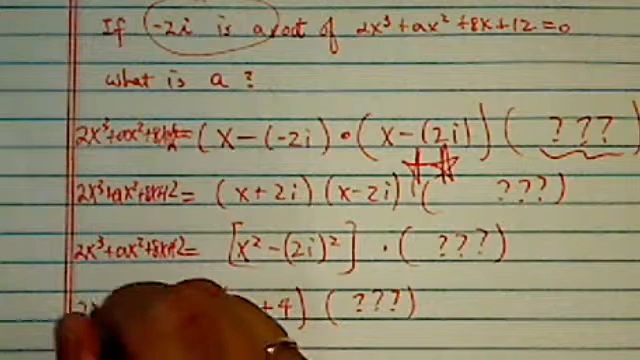 If -2i is a root of 2x³+ax²+8x+12=0
what is a ?
2x³+ax²+8x+12= (x-(-2i)•(x-(2i))(???)
2x³+ax²+8x+12= (x+2i)(x-2i)(???)
2x³+ax²+8x+12= [x²-(2i)²]•(???)
+4)(???)